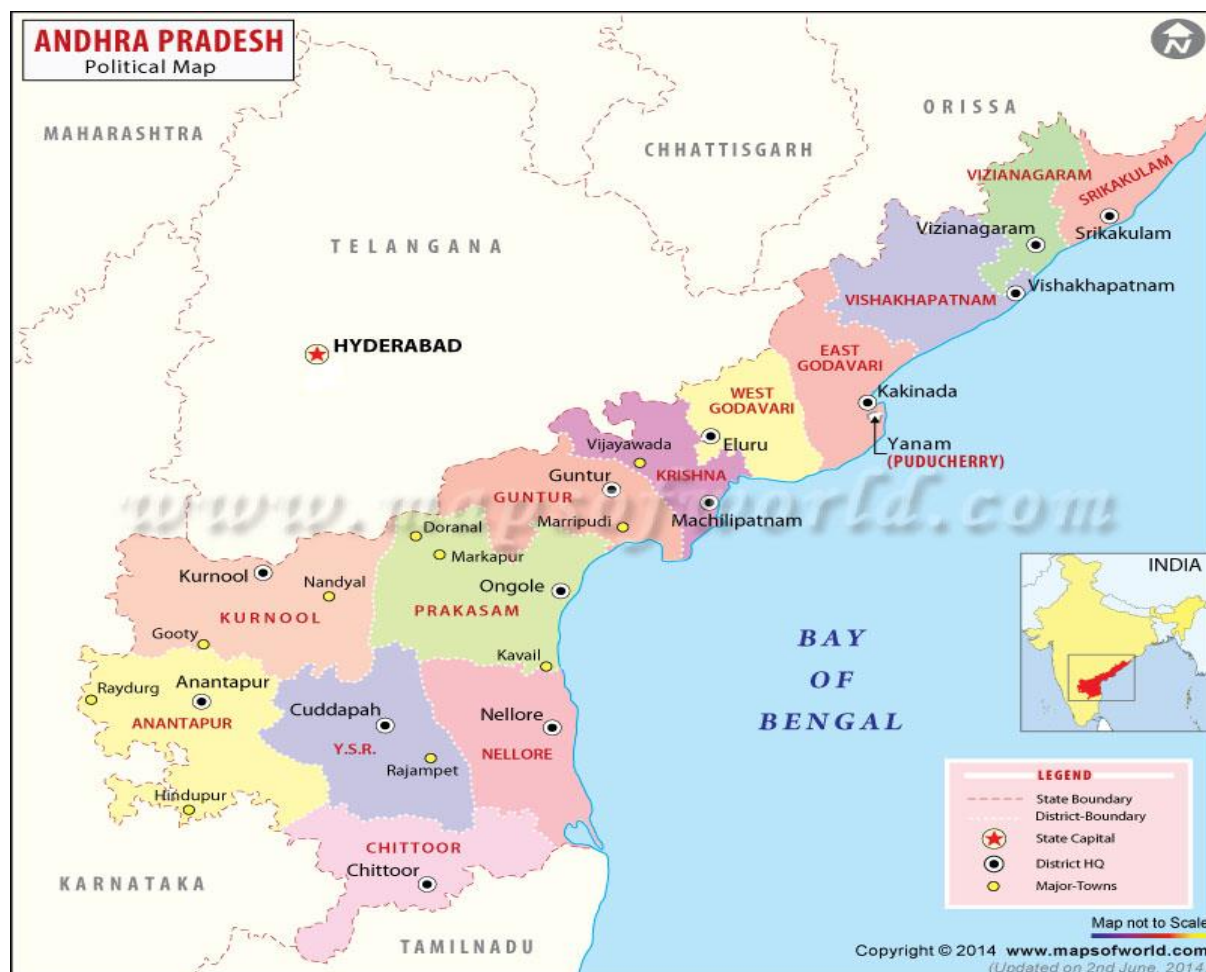 ANDHRA PRADESH
Political Map
N
ORISSA
MAHARASHTRA
CHHATTISGARH
VIZIANAGARAM
SRIKAKULAM
Vizianagaram
Srikakulam
TELANGANA
Vishakhapatnam
VISHAKHAPATNAM
HYDERABAD
EAST
GODAVARI
WEST
GODAVARI
Kakinada
Vijayawada
Eluru
Yanam
(PUDUCHERRY)
KRISHNA
Guntur
GUNTUR
Marripudi
Machilipatnam
www.mapsofworld.com
Doranal
Markapur
Kurnool
Nandyal
Ongole
KURNOOL
PRAKASAM
Gooty
Kavail
INDIA
BAY
OF
BENGAL
Raydurg
Anantapur
ANANTAPUR
Cuddapah
Y.S.R.
Rajampet
Nellore
NELLORE
Hindupur
CHITTOOR
Chittoor
KARNATAKA
TAMILNADU
LEGEND
State Boundary
District-Boundary
State Capital
District HQ
Major-Towns
Map not to Scale
Copyright © 2014 www.mapsofworld.com
(Updated on 2nd June, 2014)